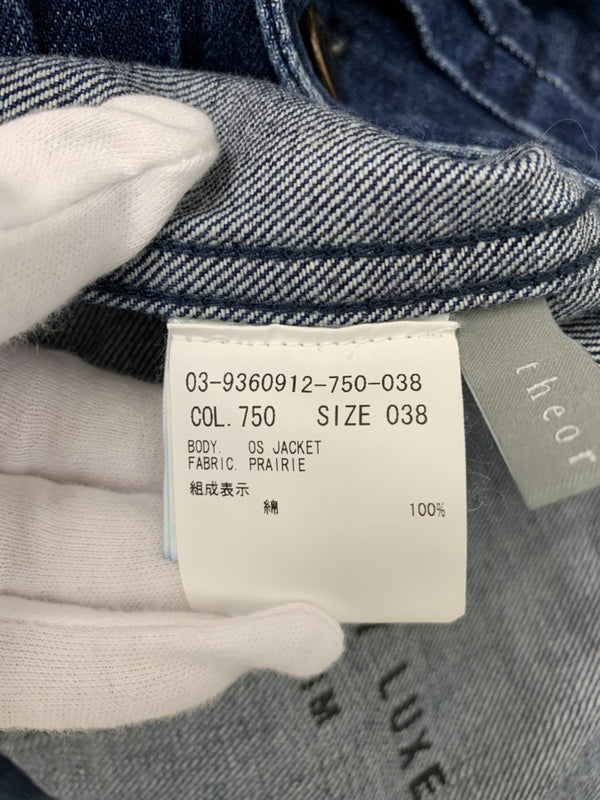 03-9360912-750-038
COL. 750 SIZE 038
BODY. OS JACKET
FABRIC. PRAIRIE
組成表示
綿 100%
theor
LUXE